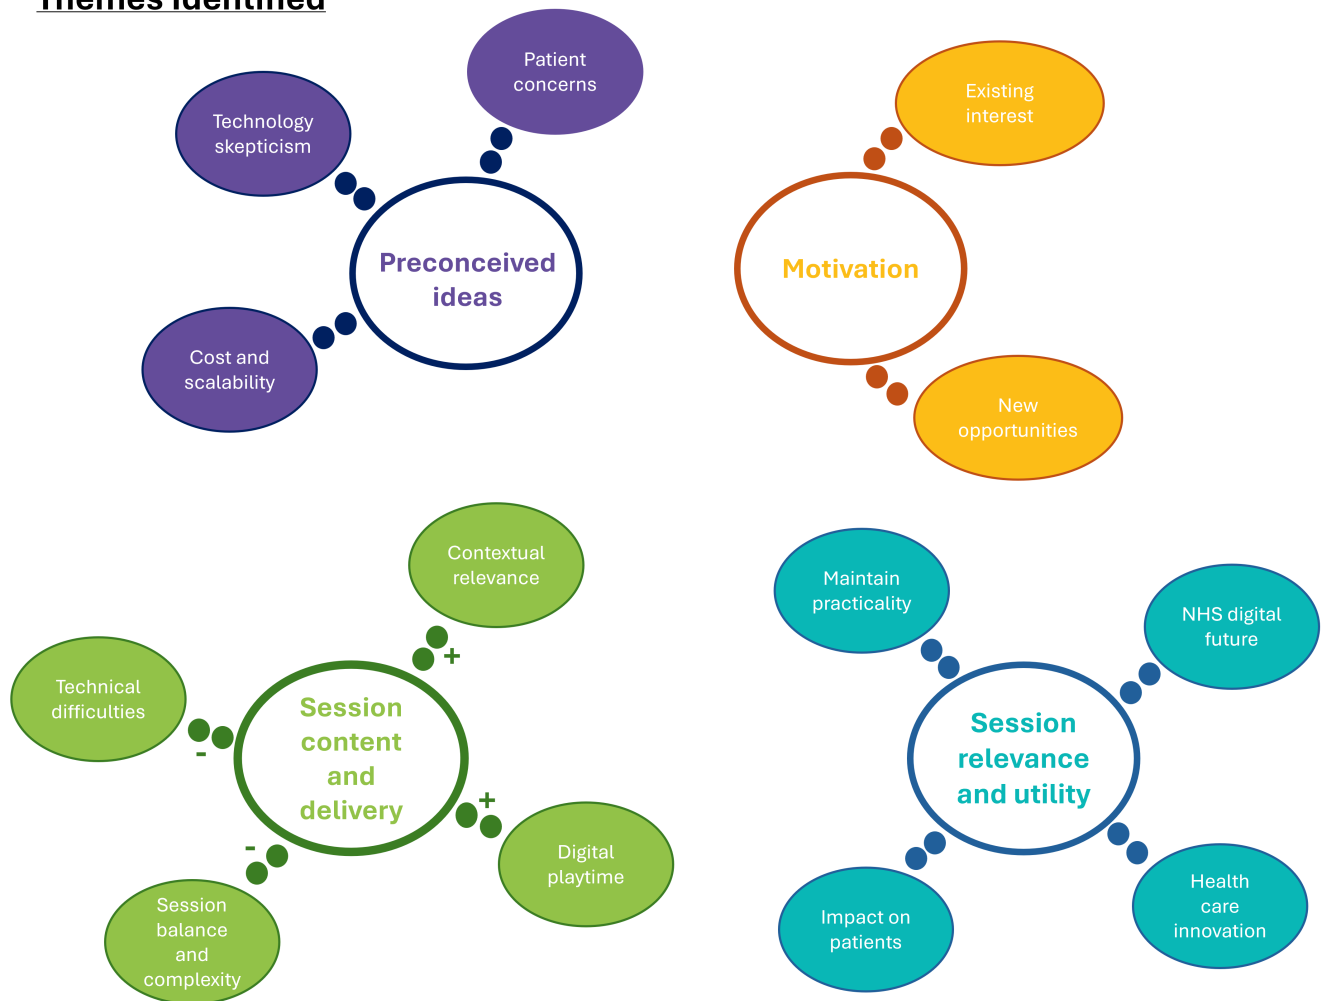 Themes identified
Patient
concerns
Technology
skepticism
Preconceived
ideas
Cost and
scalability
Existing
interest
Motivation
New
opportunities
Contextual
relevance
+
Technical
difficulties
-
Session
content
and
delivery
+
Digital
playtime
-
Session
balance
and
complexity
Maintain
practicality
NHS digital
future
Session
relevance
and utility
Impact on
patients
Health
care
innovation